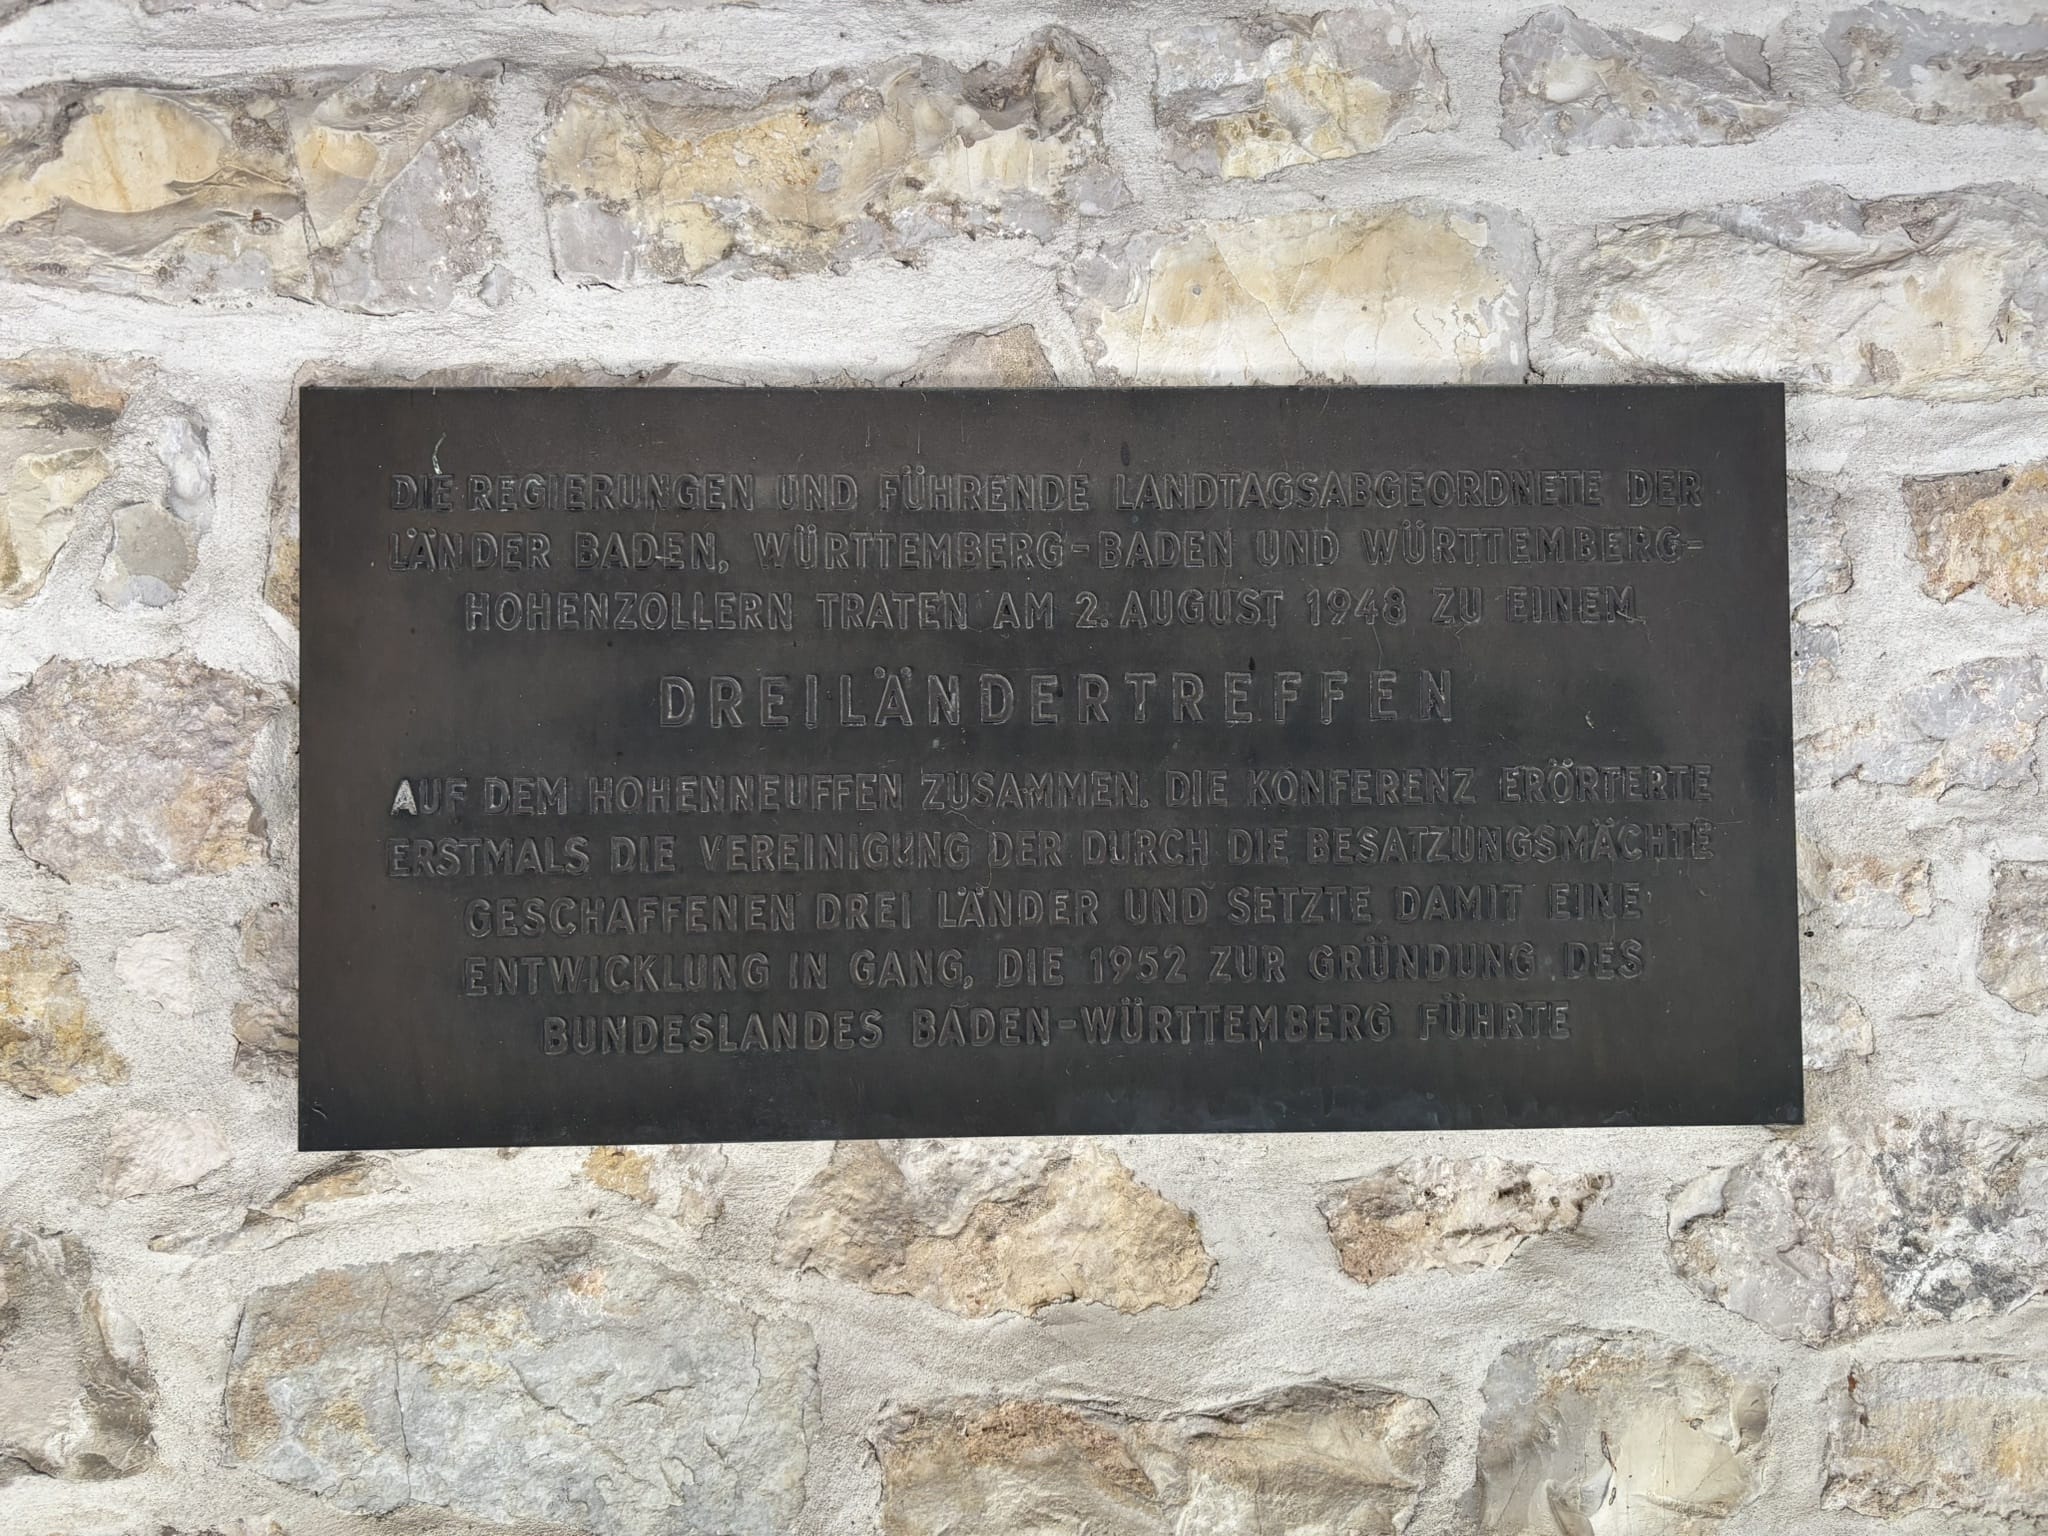 DIE REGIERUNGEN UND FÜHRENDE LANDTAGSABGEORDNETE DER
LÄNDER BADEN, WÜRTTEMBERG-BADEN UND WÜRTTEMBERG-
HOHENZOLLERN TRATEN AM 2. AUGUST 1948 ZU EINEM
DREILÄNDERTREFFEN
AUF DEM HOHENNEUFFEN ZUSAMMEN. DIE KONFERENZ ERÖRTERTE
ERSTMALS DIE VEREINIGUNG DER DURCH DIE BESATZUNGSMÄCHTE
GESCHAFFENEN DREI LÄNDER UND SETZTE DAMIT EINE
ENTWICKLUNG IN GANG, DIE 1952 ZUR GRÜNDUNG DES
BUNDESLANDES BADEN-WÜRTTEMBERG FÜHRTE